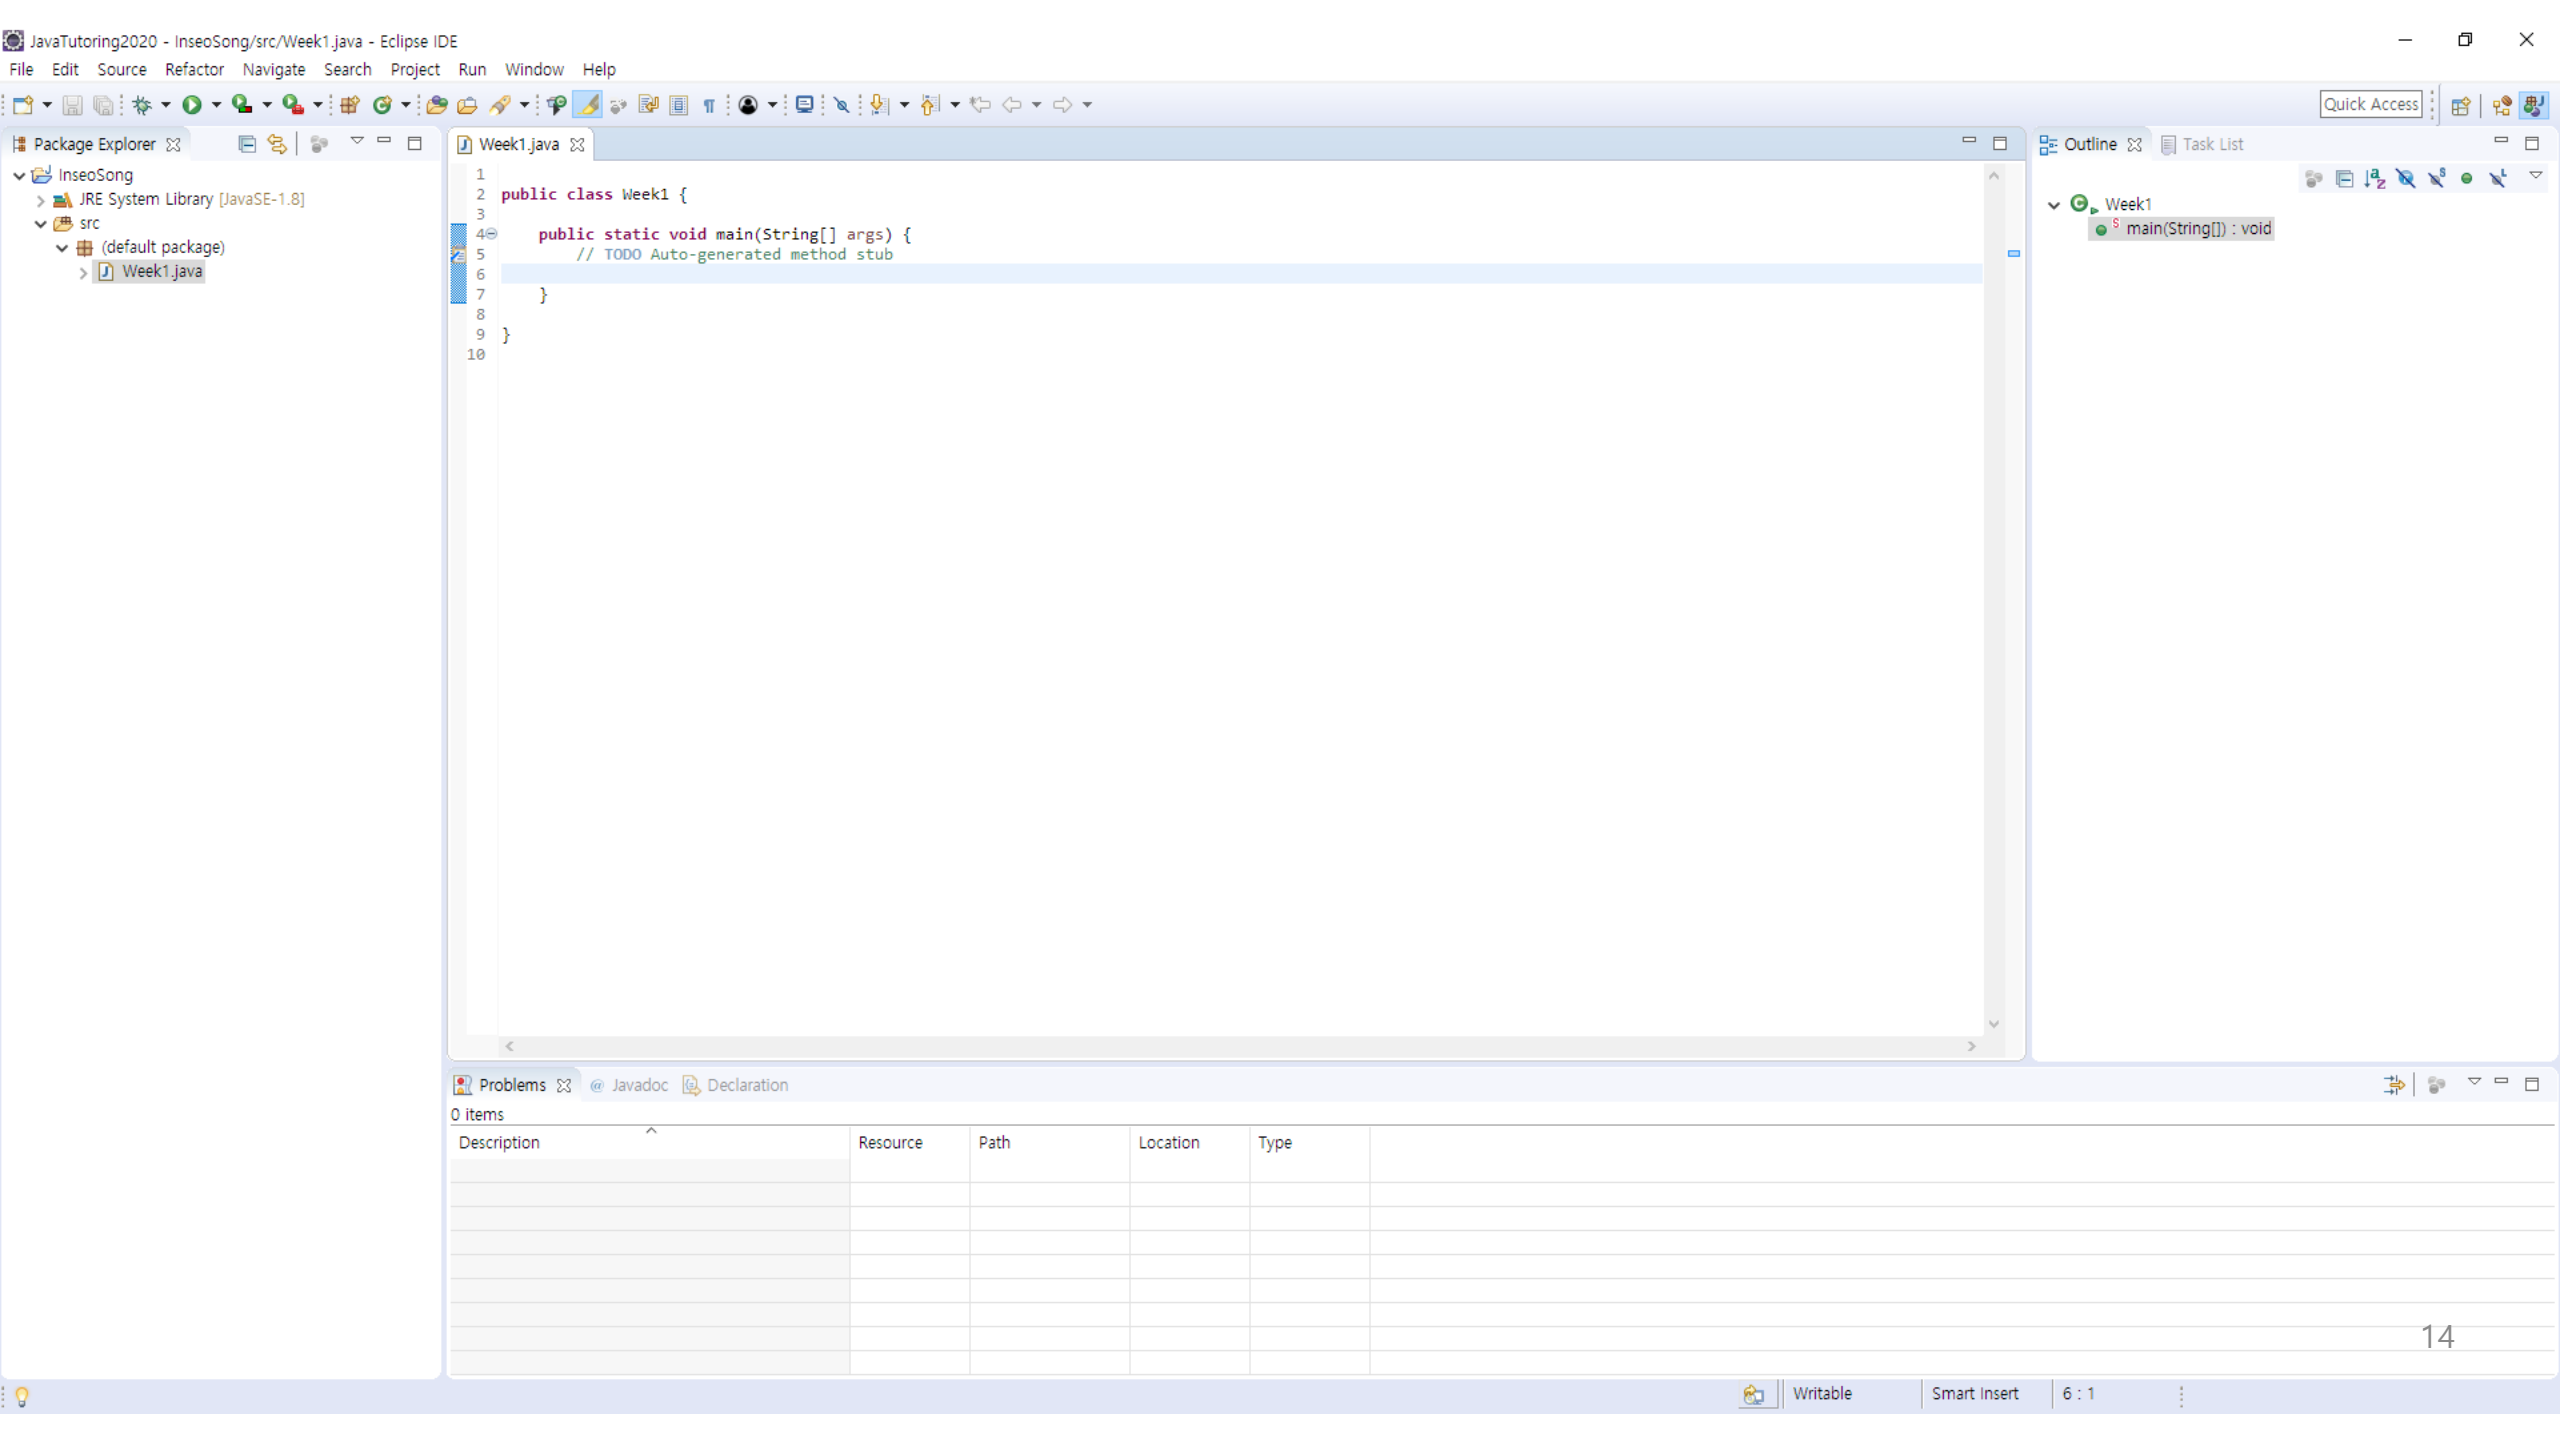 JavaTutoring2020 - InseoSong/src/Week1.java - Eclipse IDE
File Edit Source Refactor Navigate Search Project Run Window Help
Quick Access
Package Explorer
InseoSong
JRE System Library [JavaSE-1.8]
src
(default package)
Week1.java
Week1.java
1
2 public class Week1 {
3
4 public static void main(String[] args) {
5 // TODO Auto-generated method stub
6
7 }
8
9 }
10
Outline Task List
Week1
main(String[]) : void
Problems @ Javadoc Declaration
0 items
Description Resource Path Location Type
14
Writable Smart Insert 6 : 1